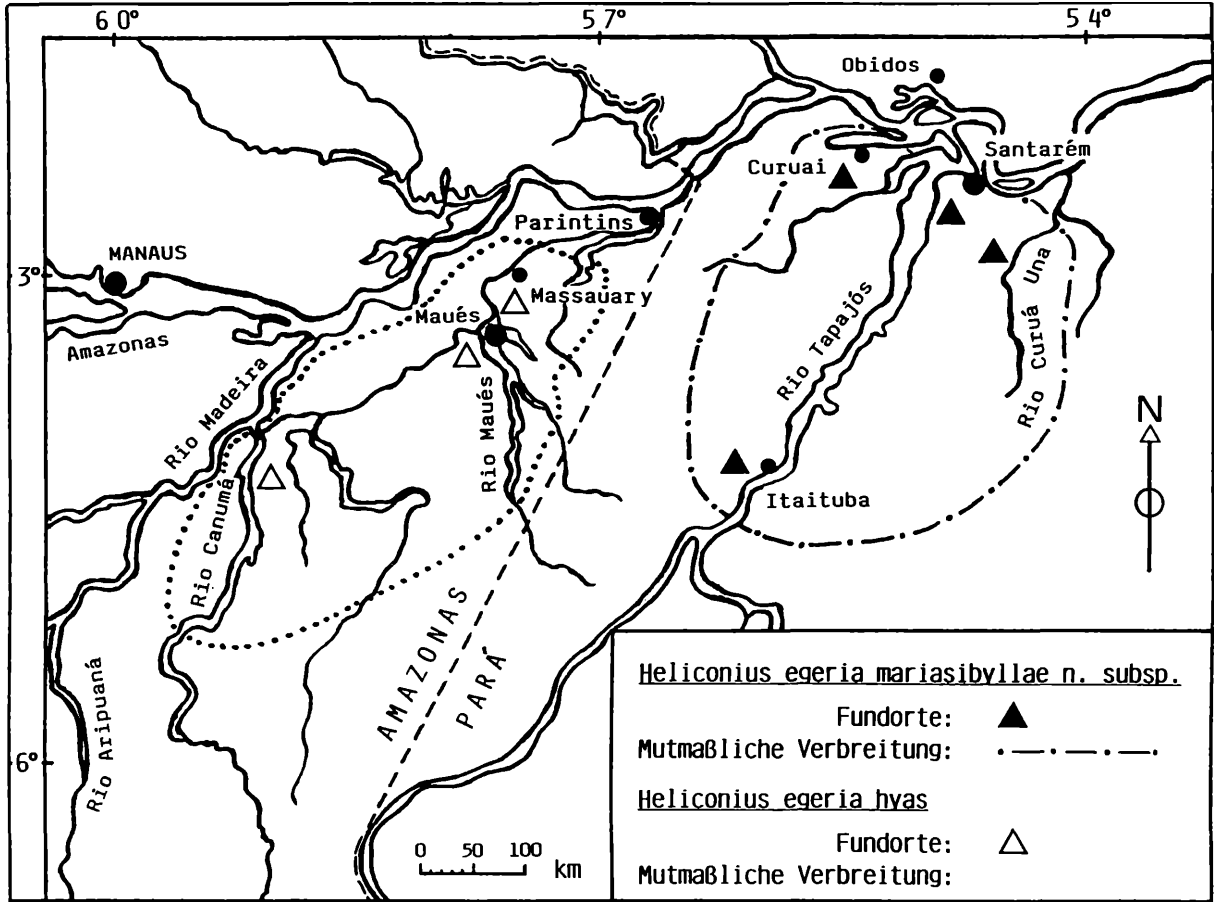 60° 57° 54°
Obidos
Santarém
Curuai
Parintins
MANAUS
3°
Massauary
Maués
Amazonas
Rio Madeira
Rio Tapajós
Rio Curuá Una
Rio Maués
N
Rio Canumá
Itaituba
AMAZONAS
PARÁ
Rio Aripuaná
6°
0 50 100
km
Heliconius egeria mariasibyllae n. subsp.
Fundorte:
Mutmaßliche Verbreitung:
Heliconius egeria hyas
Fundorte:
Mutmaßliche Verbreitung: